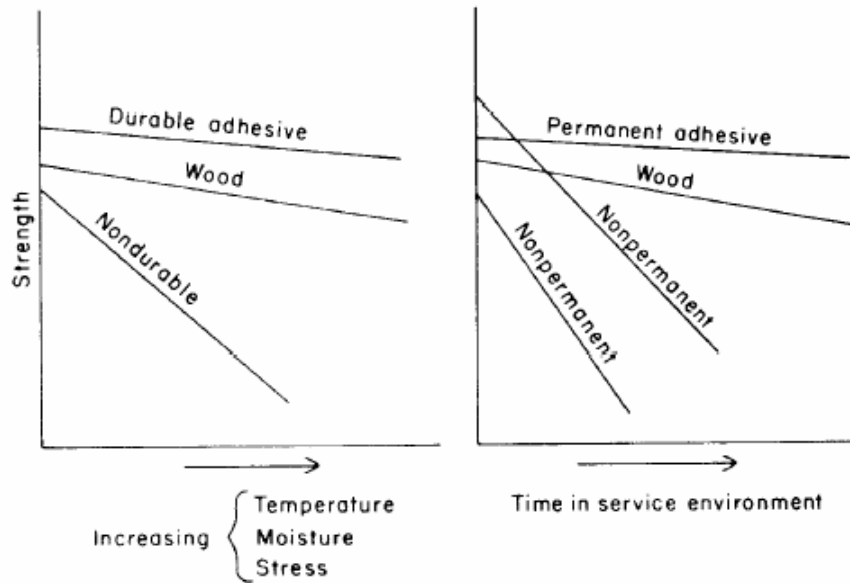 Strength
Durable adhesive
Wood
Nondurable
Increasing
Temperature
Moisture
Stress
Permanent adhesive
Wood
Nonpermanent
Nonpermanent
Time in service environment